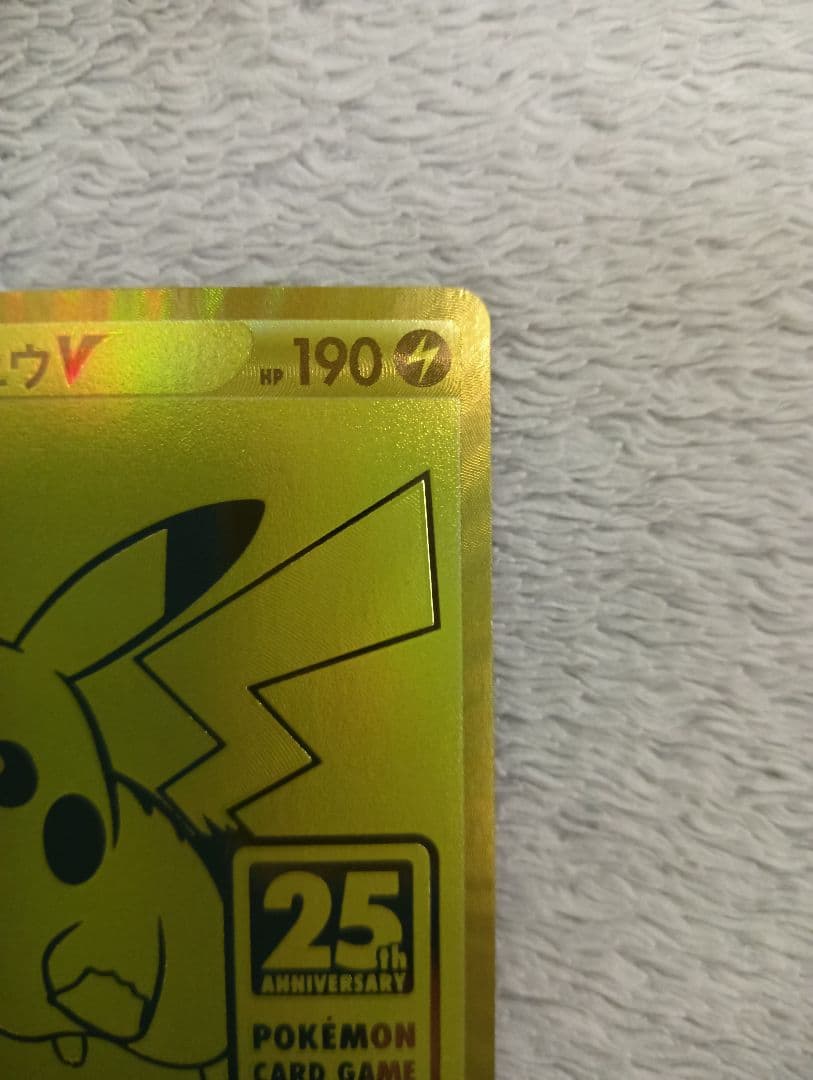 ュウV HP 190
25th
ANNIVERSARY
POKÉMON
CARD GAME